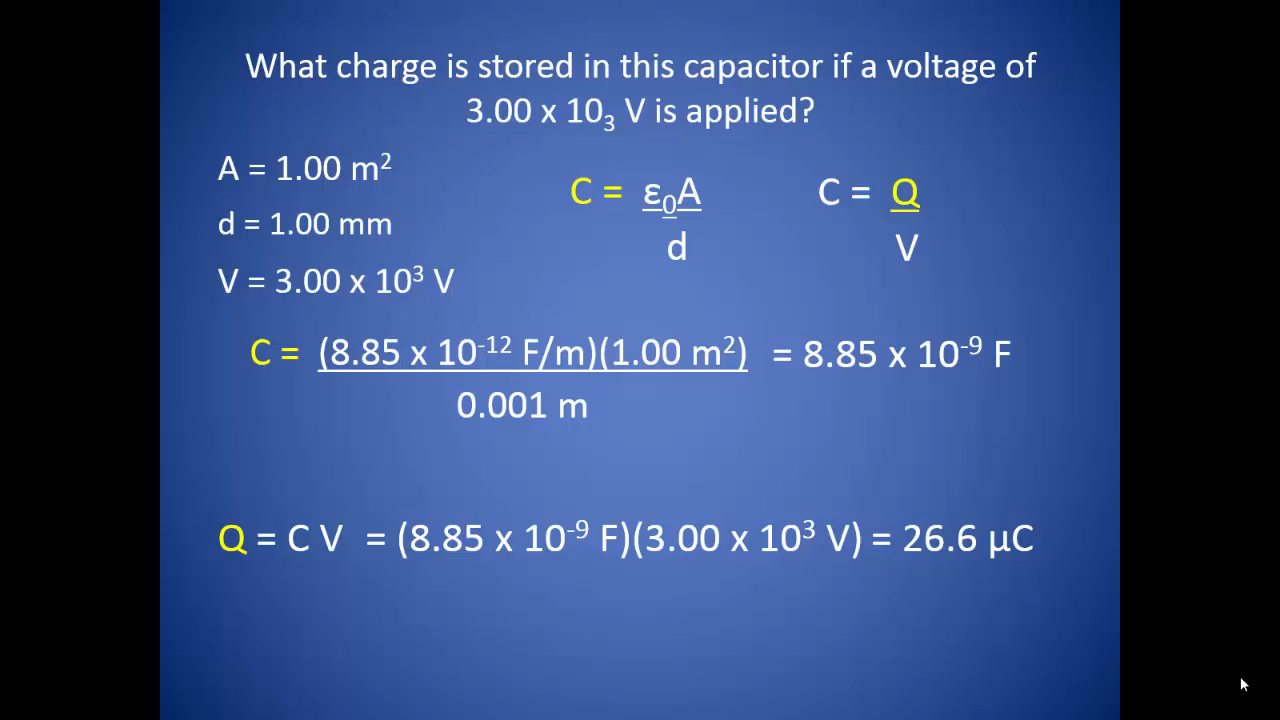 What charge is stored in this capacitor if a voltage of
3.00 x 10₃ V is applied?
A = 1.00 m²
d = 1.00 mm
V = 3.00 x 10³ V
C = ε₀A
d
C = Q
V
C = (8.85 x 10⁻¹² F/m)(1.00 m²) = 8.85 x 10⁻⁹ F
0.001 m
Q = C V = (8.85 x 10⁻⁹ F)(3.00 x 10³ V) = 26.6 µC